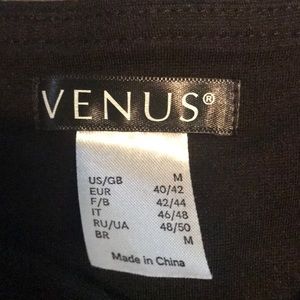 VENUS®
US/GB M
EUR 40/42
F/B 42/44
IT 46/48
RU/UA 48/50
BR M
Made in China